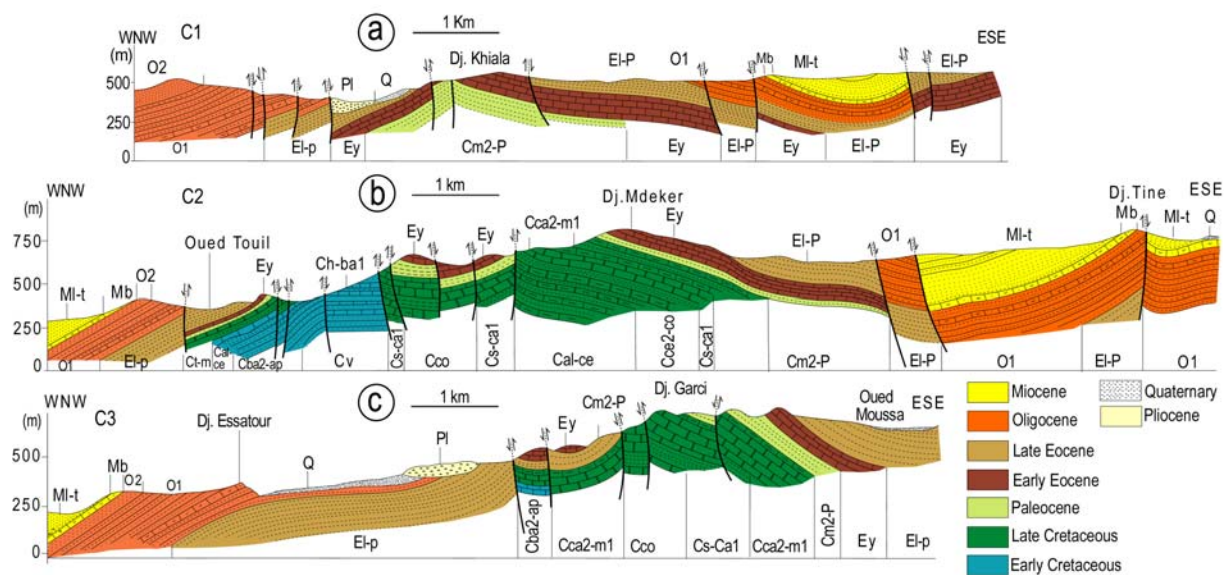 C1 a 1 Km
WNW ESE
(m) O2 Pl Q Dj. Khiala El-P O1 Mb Ml-t El-P
500
250
0
O1 El-p Ey Cm2-P Ey El-P Ey El-P Ey
WNW C2 b 1 km
Dj.Mdeker Dj.Tine ESE
(m) Oued Touil Ey Ey Cca2-m1 Ey El-P O1 Ml-t Mb Ml-t Q
750
Ml-t Mb O2 Ey Ch-ba1
500
250
0
O1 El-p Ct-m Cal-ce Cba2-ap Cv Cs-ca1 Cco Cs-ca1 Cal-ce Cce2-co Cs-ca1 Cm2-P El-P O1 El-P O1
WNW C3 c 1 km
Dj. Garci Oued Moussa ESE
(m) Dj. Essatour Pl Ey Cm2-P
500
Ml-t Mb O2 O1 Q
250
0
El-p Cba2-ap Cca2-m1 Cco Cs-Ca1 Cca2-m1 Cm2-P Ey El-p
Miocene
Oligocene
Late Eocene
Early Eocene
Paleocene
Late Cretaceous
Early Cretaceous
Quaternary
Pliocene